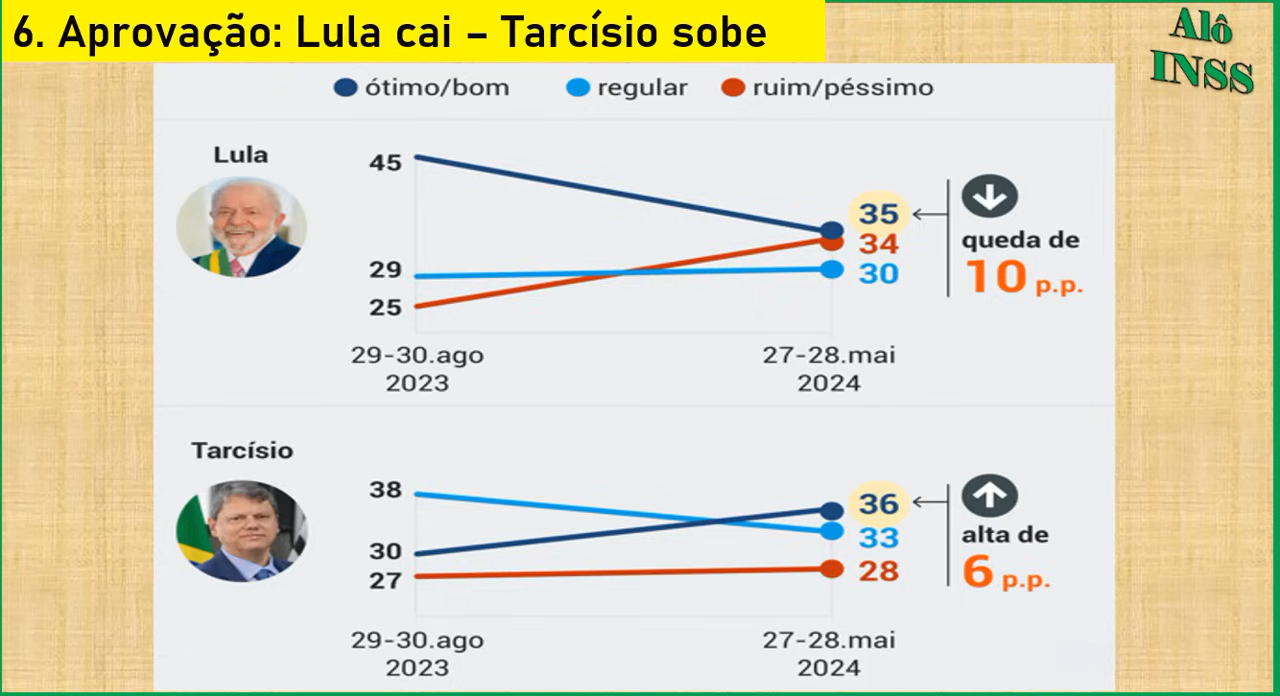 6. Aprovação: Lula cai – Tarcísio sobe
Alô
INSS
ótimo/bom regular ruim/péssimo
Lula
45
29
25
35
34
30
queda de
10 p.p.
29-30.ago
2023
27-28.mai
2024
Tarcísio
38
30
27
36
33
28
alta de
6 p.p.
29-30.ago
2023
27-28.mai
2024